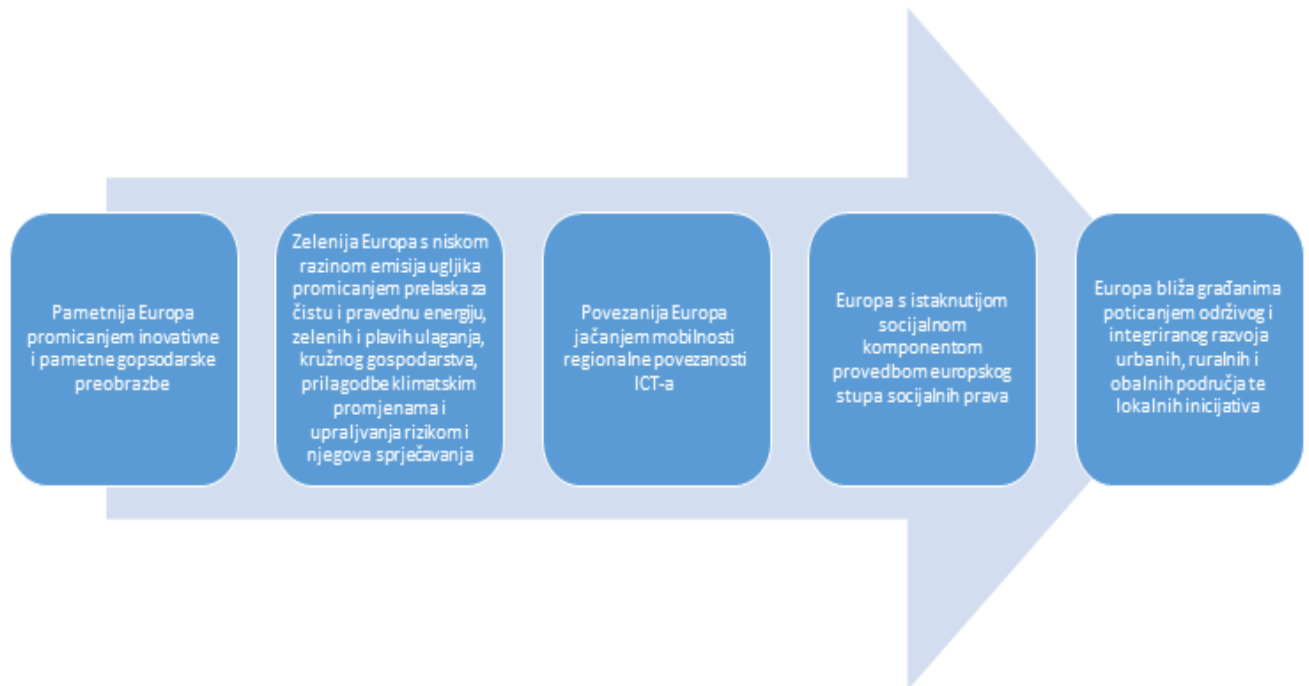 Pametnija Europa
promicanjem inovativne
i pametne gopsodarske
preobrazbe
Zelenija Europa s niskom
razinom emisija ugljika
promicanjem prelaska za
čistu i pravednu energiju,
zelenih i plavih ulaganja,
kružnog gospodarstva,
prilagodbe klimatskim
promjenama i
upraljvanja rizikom i
njegova sprječavanja
Povezanija Europa
jačanjem mobilnosti
regionalne povezanosti
ICT-a
Europa s istaknutijom
socijalnom
komponentom
provedbom europskog
stupa socijalnih prava
Europa bliža građanima
poticanjem održivog i
integriranog razvoja
urbanih, ruralnih i
obalnih područja te
lokalnih inicijativa